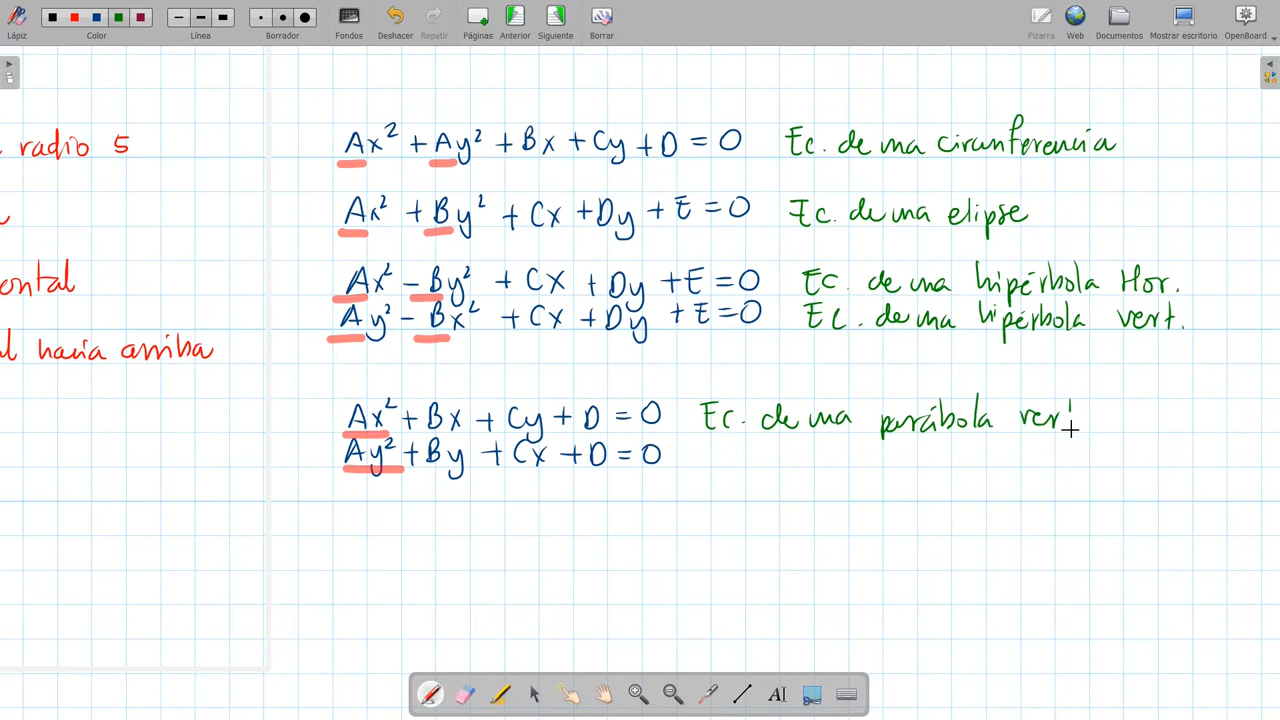 Lápiz Color Línea Borrador Fondos Deshacer Repetir Páginas Anterior Siguiente Borrar Pizarra Web Documentos Mostrar escritorio OpenBoard
radio 5
ontal
hacia arriba
Ax² + Ay² + Bx + Cy + D = 0 Ec. de una circunferencia
Ax² + By² + Cx + Dy + E = 0 Ec. de una elipse
Ax² - By² + Cx + Dy + E = 0 Ec. de una hipérbola Hor.
Ay² - Bx² + Cx + Dy + E = 0 Ec. de una hipérbola vert.
Ax² + Bx + Cy + D = 0 Ec. de una parábola vert
Ay² + By + Cx + D = 0